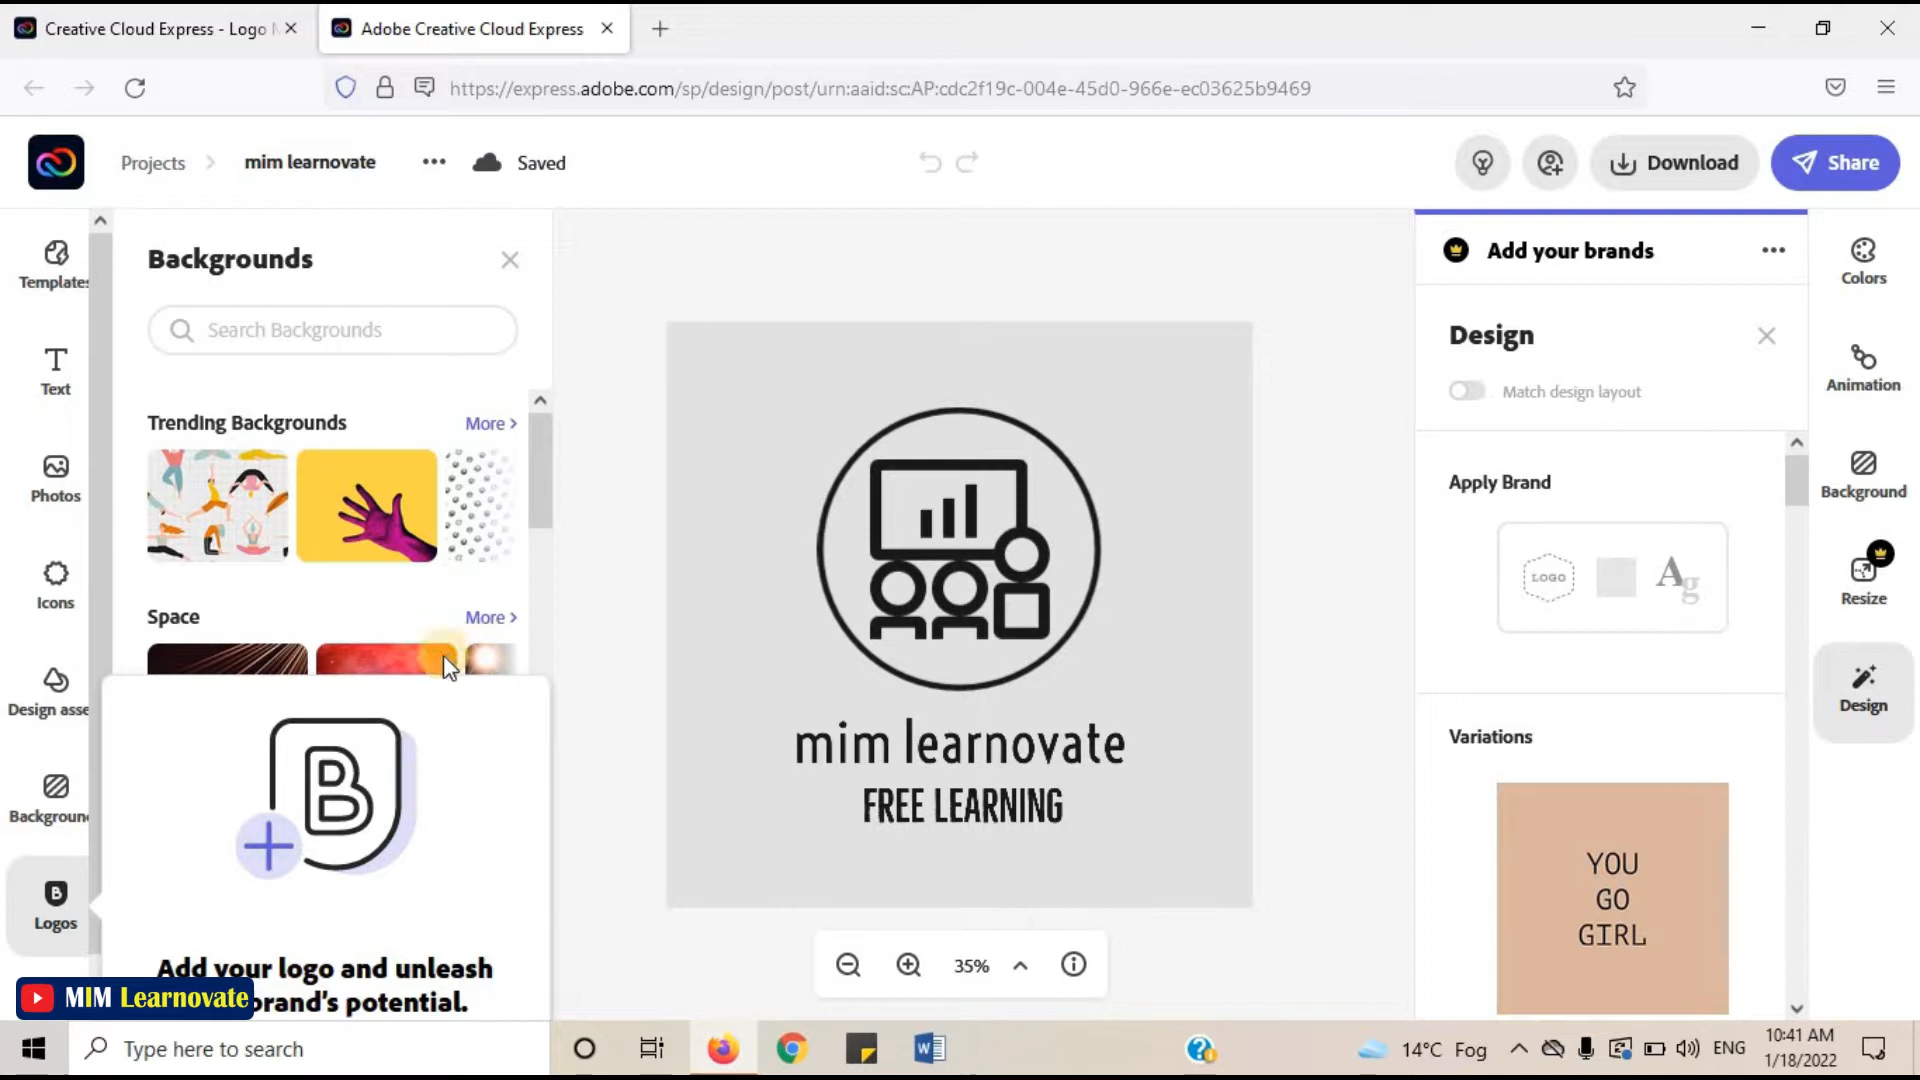 Creative Cloud Express - Logo
Adobe Creative Cloud Express
https://express.adobe.com/sp/design/post/urn:aaid:sc:AP:cdc2f19c-004e-45d0-966e-ec03625b9469
Projects
mim learnovate
Saved
Download
Share
Templates
Text
Photos
Icons
Design asse
Backgroun
B
Logos
Backgrounds
Search Backgrounds
Trending Backgrounds
More >
Space
More >
B
Add your logo and unleash
brand's potential.
MIM Learnovate
mim learnovate
FREE LEARNING
35%
Add your brands
Design
Match design layout
Apply Brand
LOGO
Ag
Variations
YOU
GO
GIRL
Colors
Animation
Background
Resize
Design
Type here to search
14°C Fog
ENG
10:41 AM
1/18/2022